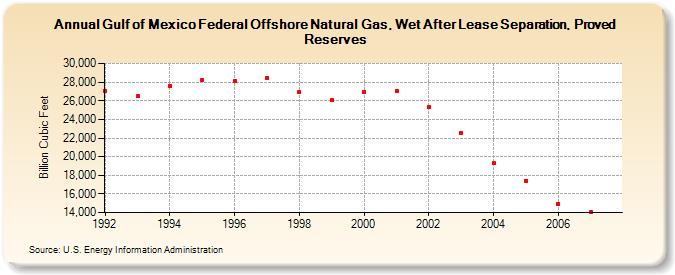 Annual Gulf of Mexico Federal Offshore Natural Gas, Wet After Lease Separation, Proved
Reserves
Billion Cubic Feet
30,000
28,000
26,000
24,000
22,000
20,000
18,000
16,000
14,000
1992 1994 1996 1998 2000 2002 2004 2006
Source: U.S. Energy Information Administration